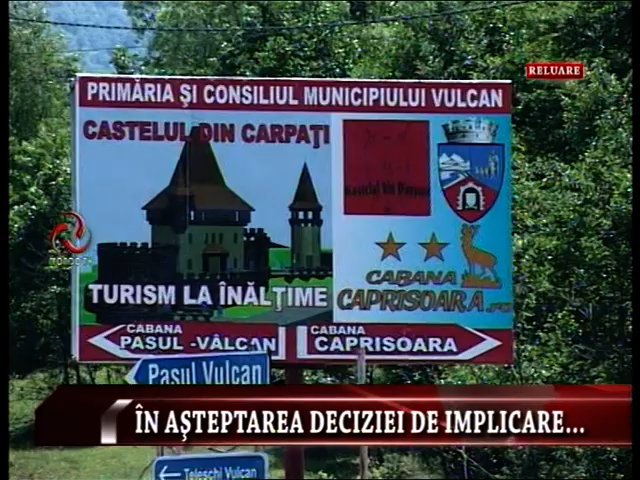 RELUARE
PRIMĂRIA ŞI CONSILIUL MUNICIPIULUI VULCAN
CASTELUL DIN CARPAŢI
CABANA
CAPRISOARA
TURISM LA ÎNĂLŢIME
CABANA
PASUL -VÂLCAN
CABANA
CAPRISOARA
Pasul Vulcan
ÎN AŞTEPTAREA DECIZIEI DE IMPLICARE...
Teleschi Vulcan